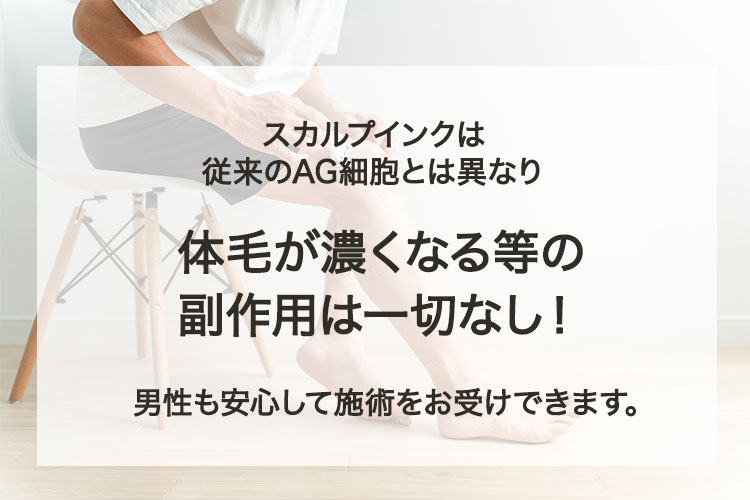 スカルプインクは
従来のAG細胞とは異なり
体毛が濃くなる等の
副作用は一切なし！
男性も安心して施術をお受けできます。